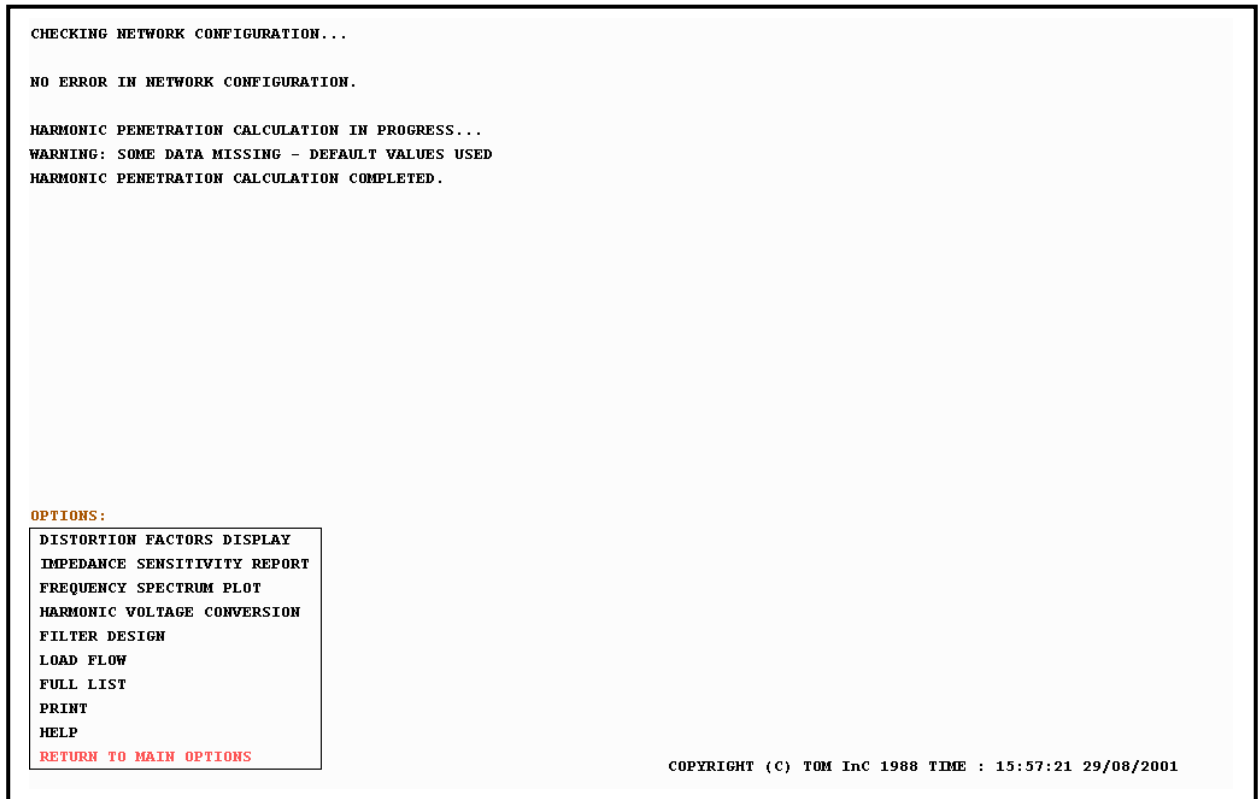 CHECKING NETWORK CONFIGURATION...
NO ERROR IN NETWORK CONFIGURATION.
HARMONIC PENETRATION CALCULATION IN PROGRESS...
WARNING: SOME DATA MISSING - DEFAULT VALUES USED
HARMONIC PENETRATION CALCULATION COMPLETED.
OPTIONS:
DISTORTION FACTORS DISPLAY
IMPEDANCE SENSITIVITY REPORT
FREQUENCY SPECTRUM PLOT
HARMONIC VOLTAGE CONVERSION
FILTER DESIGN
LOAD FLOW
FULL LIST
PRINT
HELP
RETURN TO MAIN OPTIONS
COPYRIGHT (C) TOM InC 1988 TIME : 15:57:21 29/08/2001